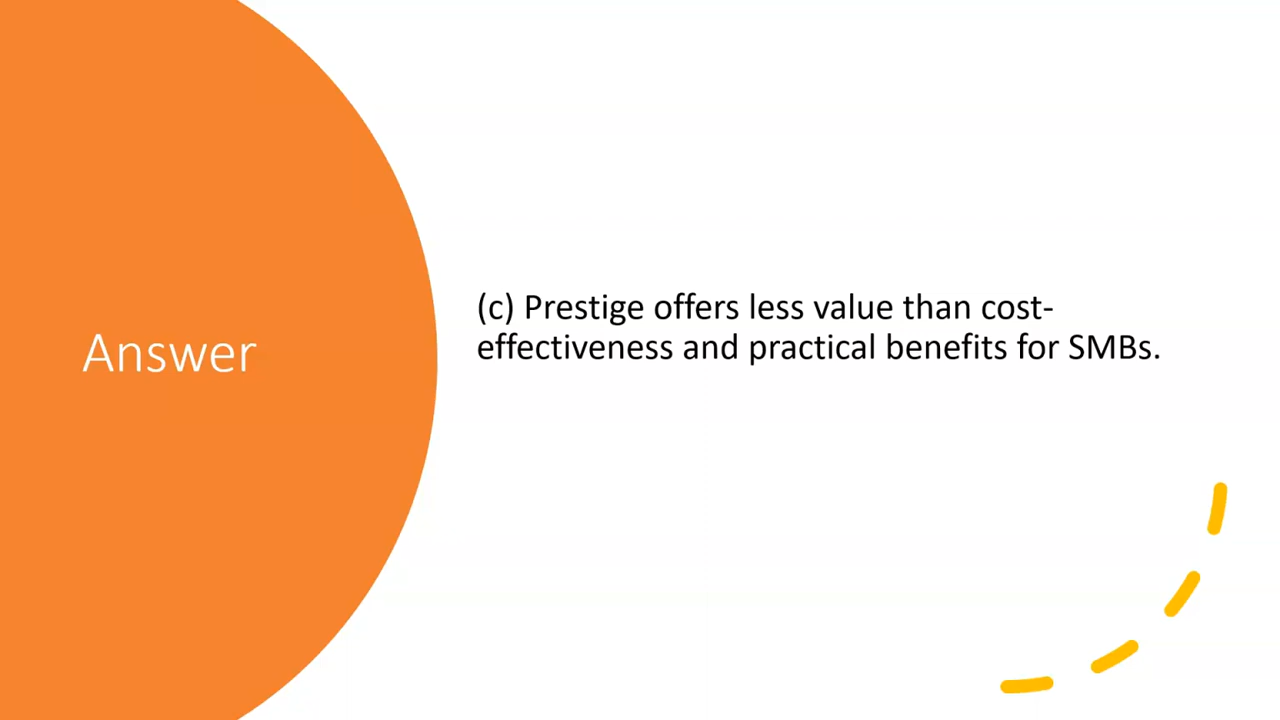 Answer
(c) Prestige offers less value than cost-
effectiveness and practical benefits for SMBs.